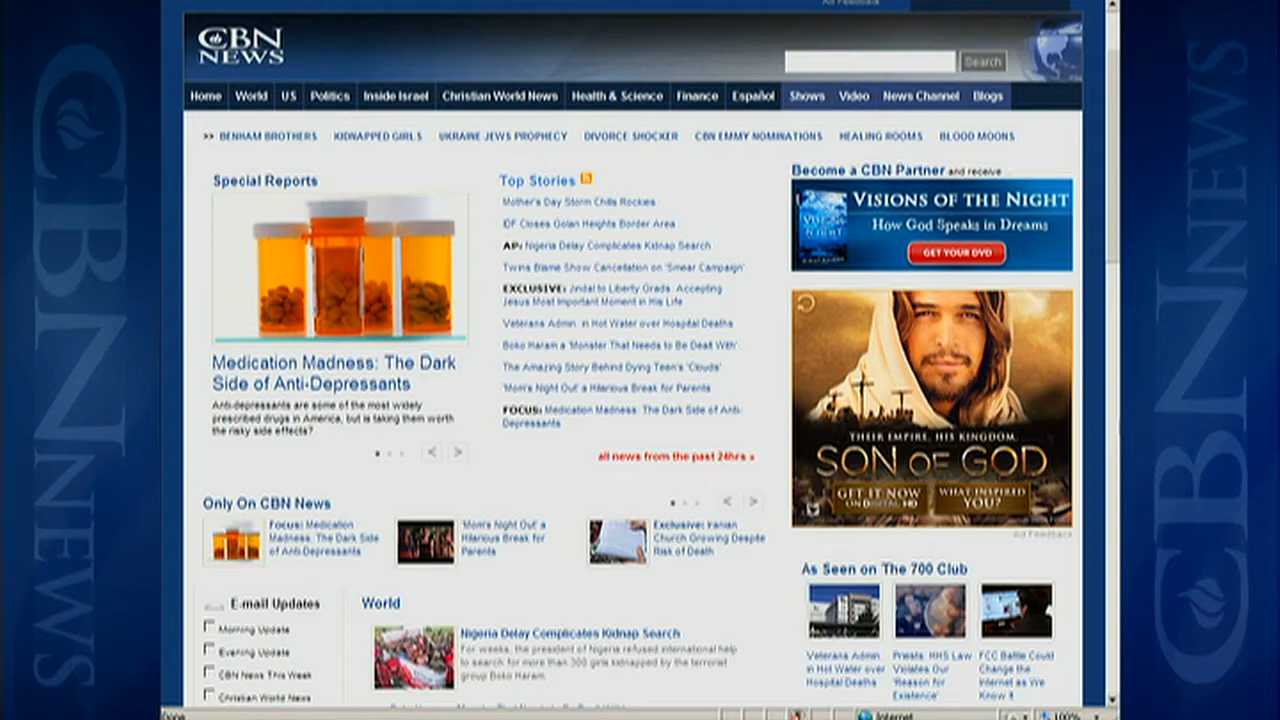 Ad Feedback
CBN
NEWS
Search
Home World US Politics Inside Israel Christian World News Health & Science Finance Español Shows Video News Channel Blogs
>> BENHAM BROTHERS KIDNAPPED GIRLS UKRAINE JEWS PROPHECY DIVORCE SHOCKER CBN EMMY NOMINATIONS HEALING ROOMS BLOOD MOONS
Special Reports
Medication Madness: The Dark
Side of Anti-Depressants
Anti-depressants are some of the most widely
prescribed drugs in America, but is taking them worth
the risky side effects?
< >
Top Stories
Mother's Day Storm Chills Rockies
IDF Closes Golan Heights Border Area
AP: Nigeria Delay Complicates Kidnap Search
Twins Blame Show Cancellation on 'Smear Campaign'
EXCLUSIVE: Jindal to Liberty Grads: Accepting
Jesus Most Important Moment in His Life
Veterans Admin. in Hot Water over Hospital Deaths
Boko Haram a 'Monster That Needs to Be Dealt With'
The Amazing Story Behind Dying Teen's 'Clouds'
'Mom's Night Out' a Hilarious Break for Parents
FOCUS: Medication Madness: The Dark Side of Anti-
Depressants
all news from the past 24hrs »
Become a CBN Partner and receive...
VISIONS OF THE NIGHT
VISIONS
NIGHT
How God Speaks in Dreams
GET YOUR DVD
THEIR EMPIRE. HIS KINGDOM.
SON OF GOD
GET IT NOW
ON DIGITAL HD
WHAT INSPIRED
YOU?
Ad Feedback
Only On CBN News
< >
Focus: Medication
Madness: The Dark Side
of Anti-Depressants
'Mom's Night Out' a
Hilarious Break for
Parents
Exclusive: Iranian
Church Growing Despite
Risk of Death
E-mail Updates
Morning Update
Evening Update
CBN News This Week
Christian World News
World
Nigeria Delay Complicates Kidnap Search
For weeks, the president of Nigeria refused international help
to search for more than 300 girls kidnapped by the terrorist
group Boko Haram.
As Seen on The 700 Club
Veterans Admin
in Hot Water over
Hospital Deaths
Priests: HHS Law
Violates Our
'Reason for
Existence'
FCC Battle Could
Change the
Internet as We
Know It
Done
Internet
100%
CBN NEWS
CBN NEWS